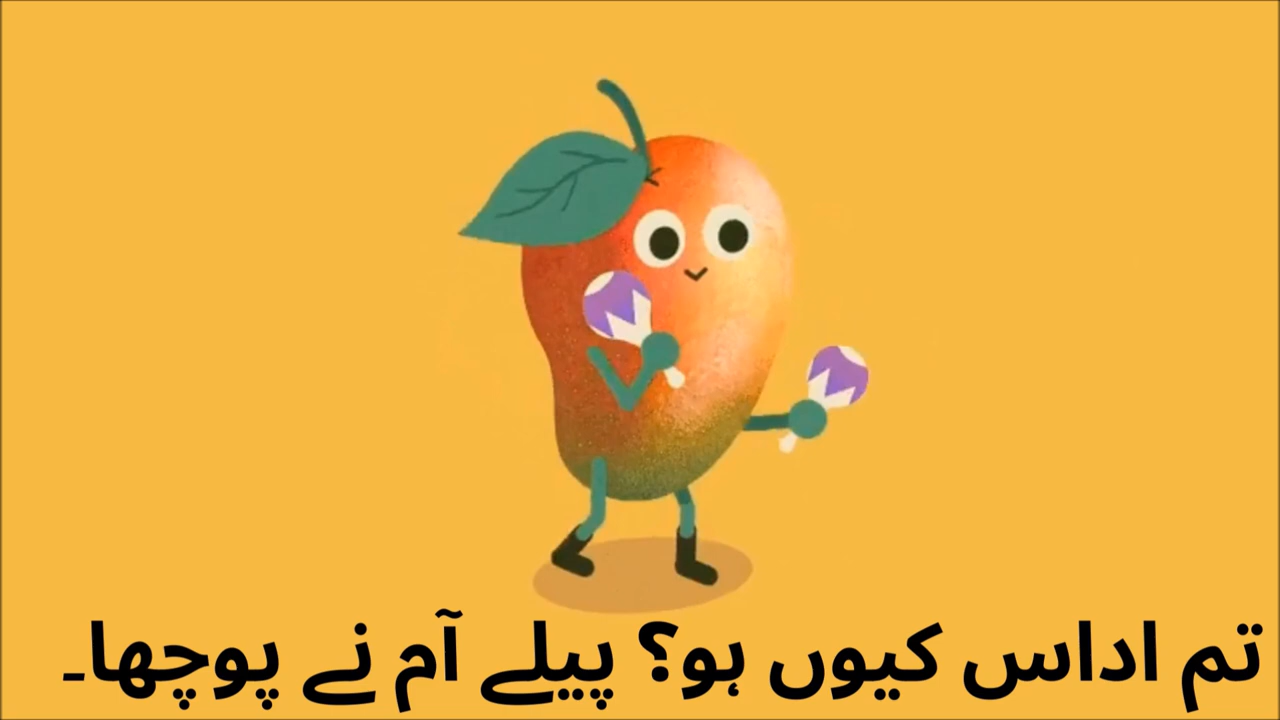 تم اداس کیوں ہو؟ پیلے آم نے پوچھا۔